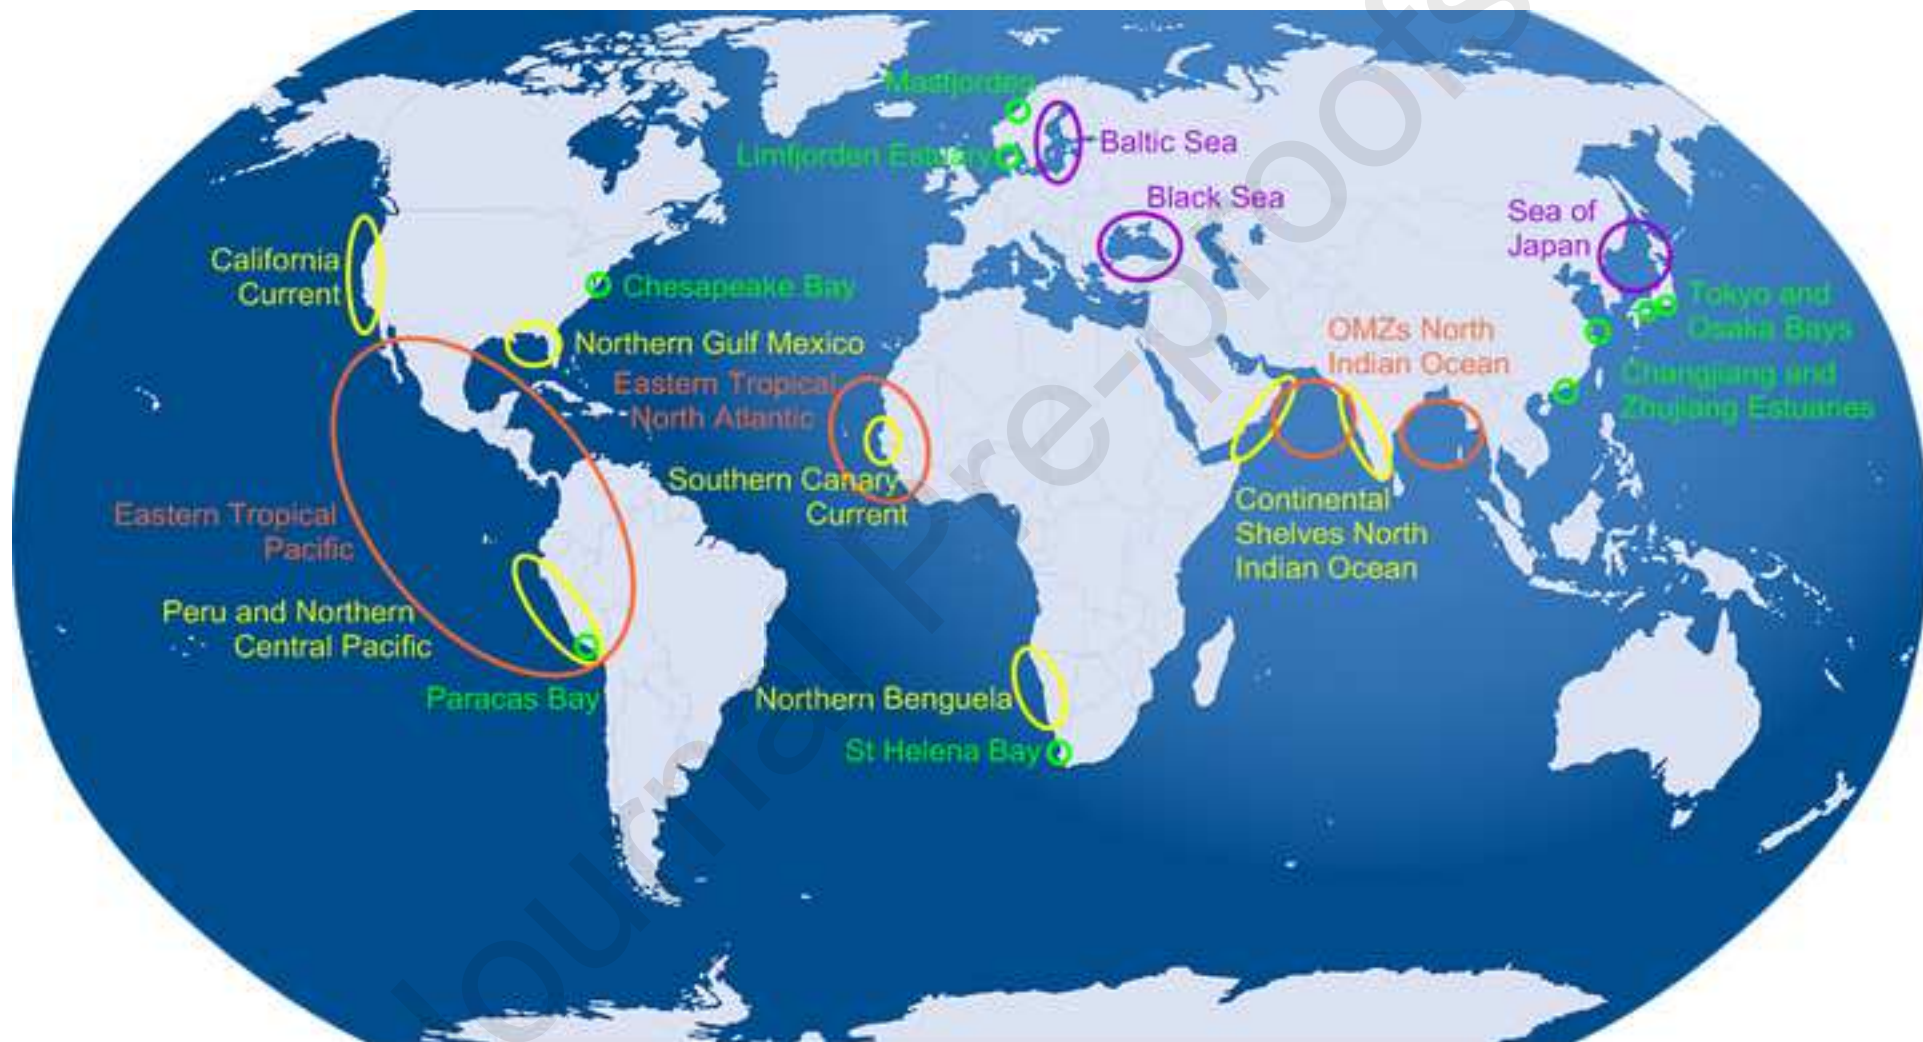 Masfjorden
Limfjorden Estuary
Baltic Sea
Black Sea
Sea of
Japan
California
Current
Chesapeake Bay
Tokyo and
Osaka Bays
Northern Gulf Mexico
OMZs North
Indian Ocean
Eastern Tropical
North Atlantic
Changjiang and
Zhujiang Estuaries
Southern Canary
Current
Continental
Shelves North
Indian Ocean
Eastern Tropical
Pacific
Peru and Northern
Central Pacific
Paracas Bay
Northern Benguela
St Helena Bay
Journal Pre-proofs